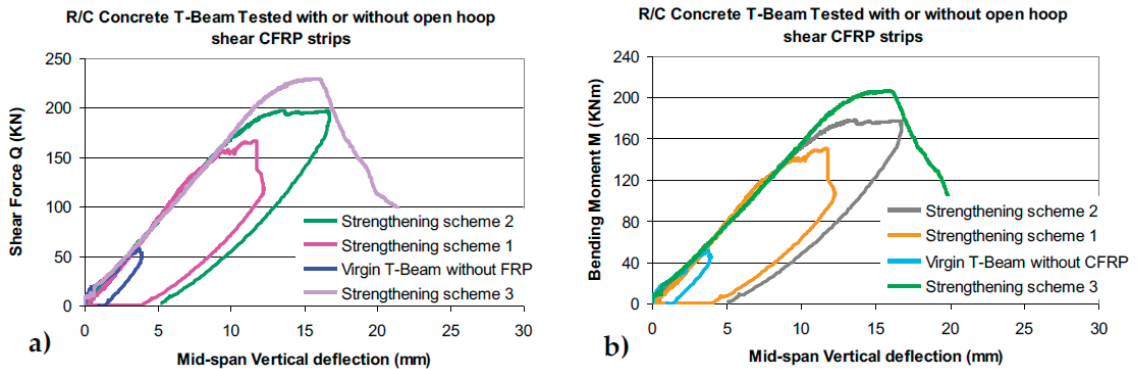 R/C Concrete T-Beam Tested with or without open hoop
shear CFRP strips
Shear Force Q (KN)
250
200
150
100
50
0
Strengthening scheme 2
Strengthening scheme 1
Virgin T-Beam without FRP
Strengthening scheme 3
0 5 10 15 20 25 30
Mid-span Vertical deflection (mm)
a)
R/C Concrete T-Beam Tested with or without open hoop
shear CFRP strips
Bending Moment M (KNm)
240
200
160
120
80
40
0
Strengthening scheme 2
Strengthening scheme 1
Virgin T-Beam without CFRP
Strengthening scheme 3
0 5 10 15 20 25 30
Mid-span Vertical deflection (mm)
b)